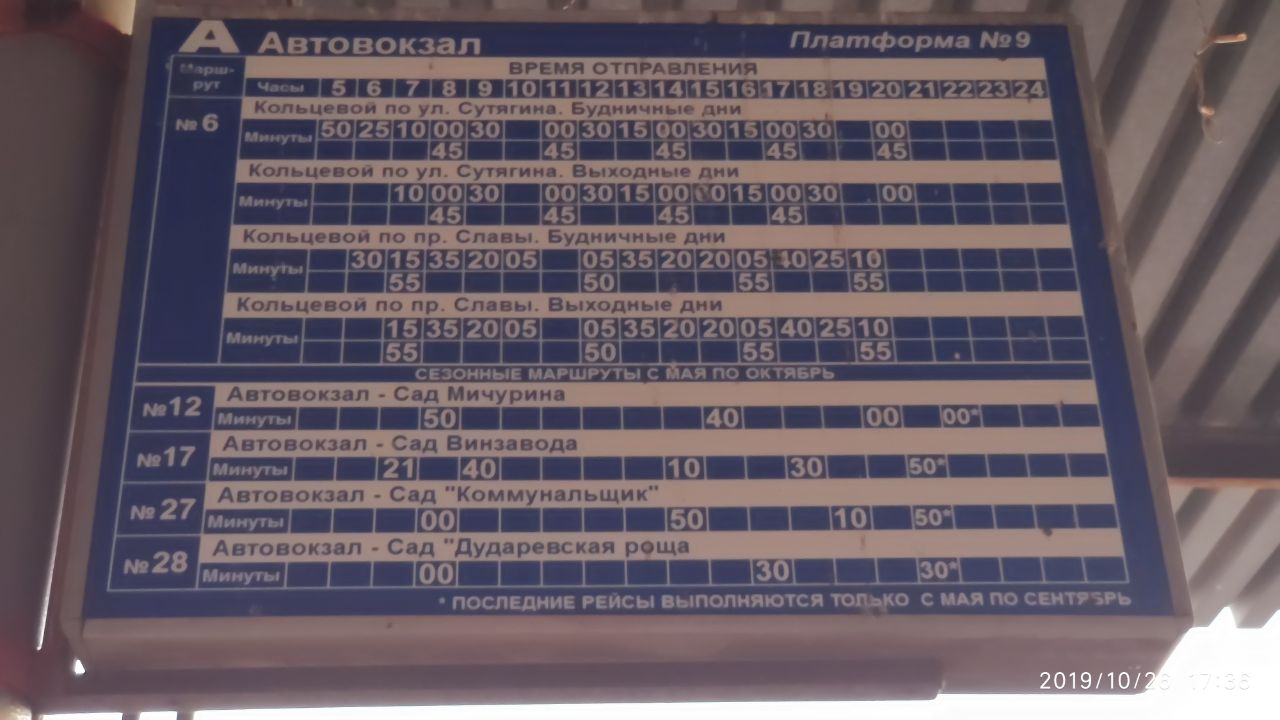 А Автовокзал Платформа №9
Маршрут ВРЕМЯ ОТПРАВЛЕНИЯ
Часы 5 6 7 8 9 10 11 12 13 14 15 16 17 18 19 20 21 22 23 24
№6 Кольцевой по ул. Сутягина. Будничные дни
Минуты 50 25 10 00 30 00 30 15 00 30 15 00 30 00
45 45 45 45 45
Кольцевой по ул. Сутягина. Выходные дни
Минуты 10 00 30 00 30 15 00 15 00 30 00
45 45 45 45
Кольцевой по пр. Славы. Будничные дни
Минуты 30 15 35 20 05 05 35 20 20 05 40 25 10
55 50 55 55
Кольцевой по пр. Славы. Выходные дни
Минуты 15 35 20 05 05 35 20 20 05 40 25 10
55 50 55 55
СЕЗОННЫЕ МАРШРУТЫ С МАЯ ПО ОКТЯБРЬ
№12 Автовокзал - Сад Мичурина
Минуты 50 40 00 00*
№17 Автовокзал - Сад Винзавода
Минуты 21 40 10 30 50*
№27 Автовокзал - Сад "Коммунальщик"
Минуты 00 50 10 50*
№28 Автовокзал - Сад "Дударевская роща
Минуты 00 30 30*
* ПОСЛЕДНИЕ РЕЙСЫ ВЫПОЛНЯЮТСЯ ТОЛЬКО С МАЯ ПО СЕНТЯБРЬ
2019/10/26 17:36